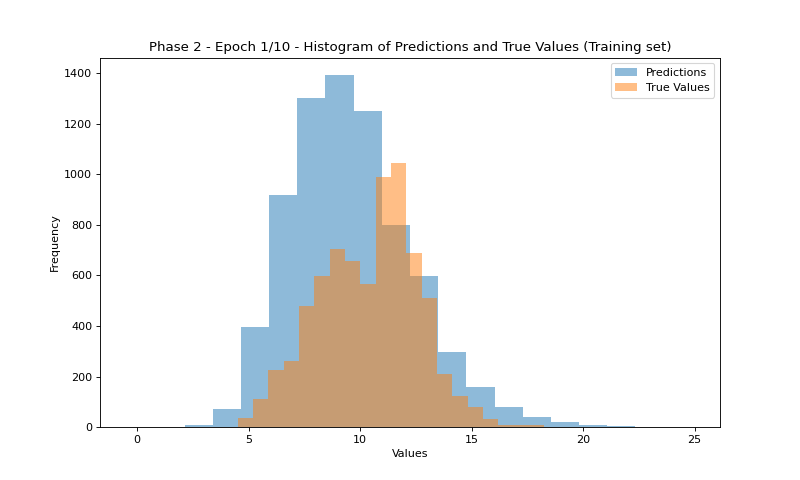 Phase 2 - Epoch 1/10 - Histogram of Predictions and True Values (Training set)
Predictions
True Values
1400
1200
1000
800
600
400
200
0
Frequency
0 5 10 15 20 25
Values